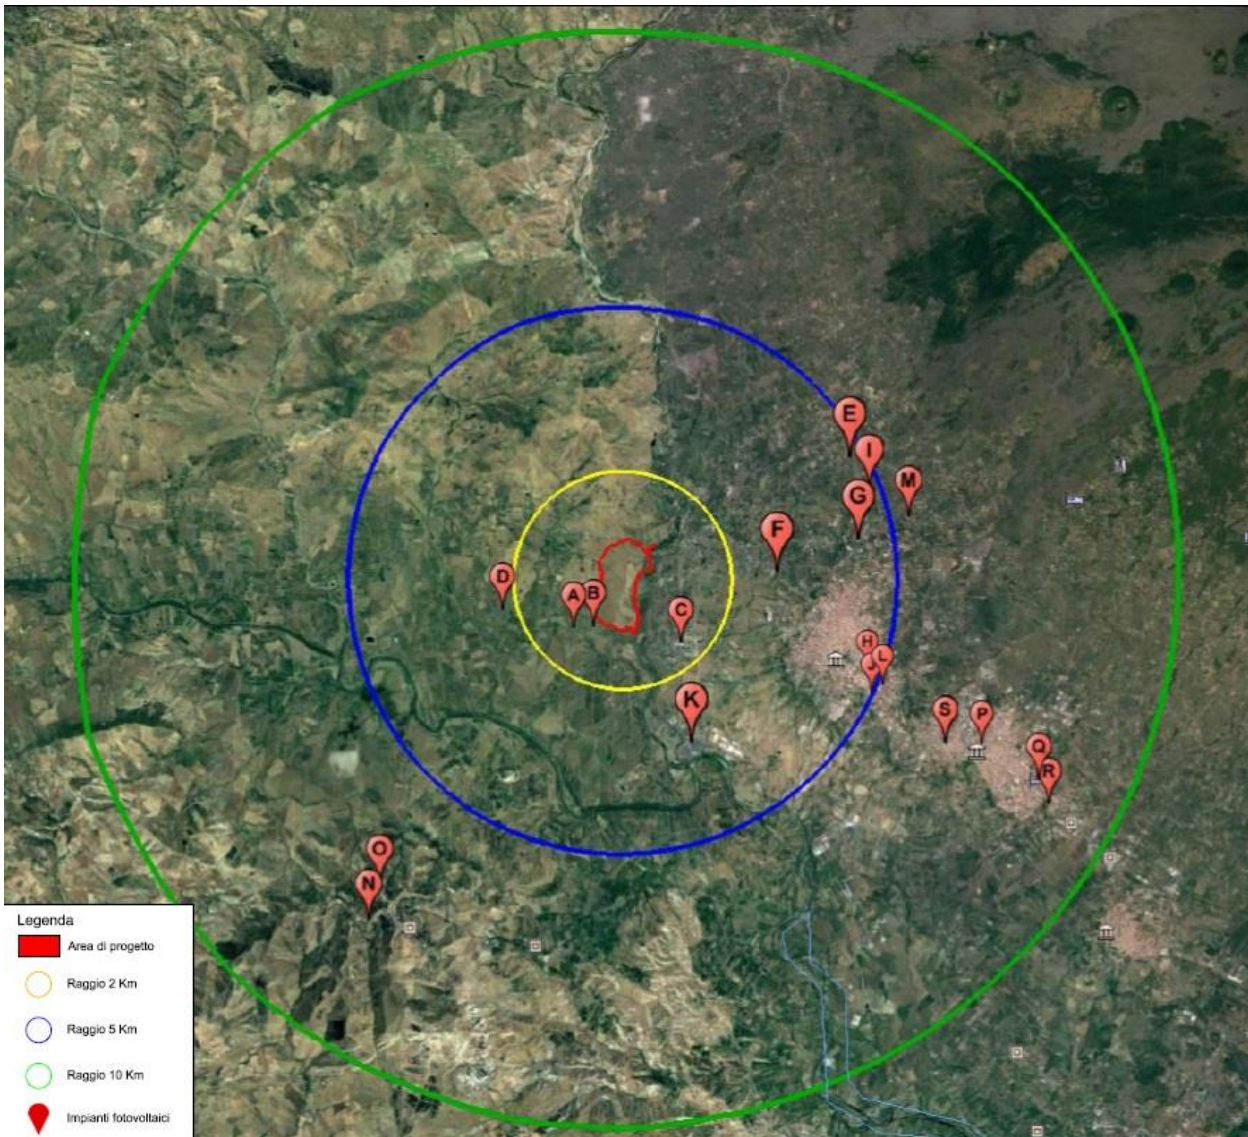 E
I
M
G
F
D
A
B
C
H
L
J
K
S
P
Q
R
O
N
Legenda
Area di progetto
Raggio 2 Km
Raggio 5 Km
Raggio 10 Km
Impianti fotovoltaici